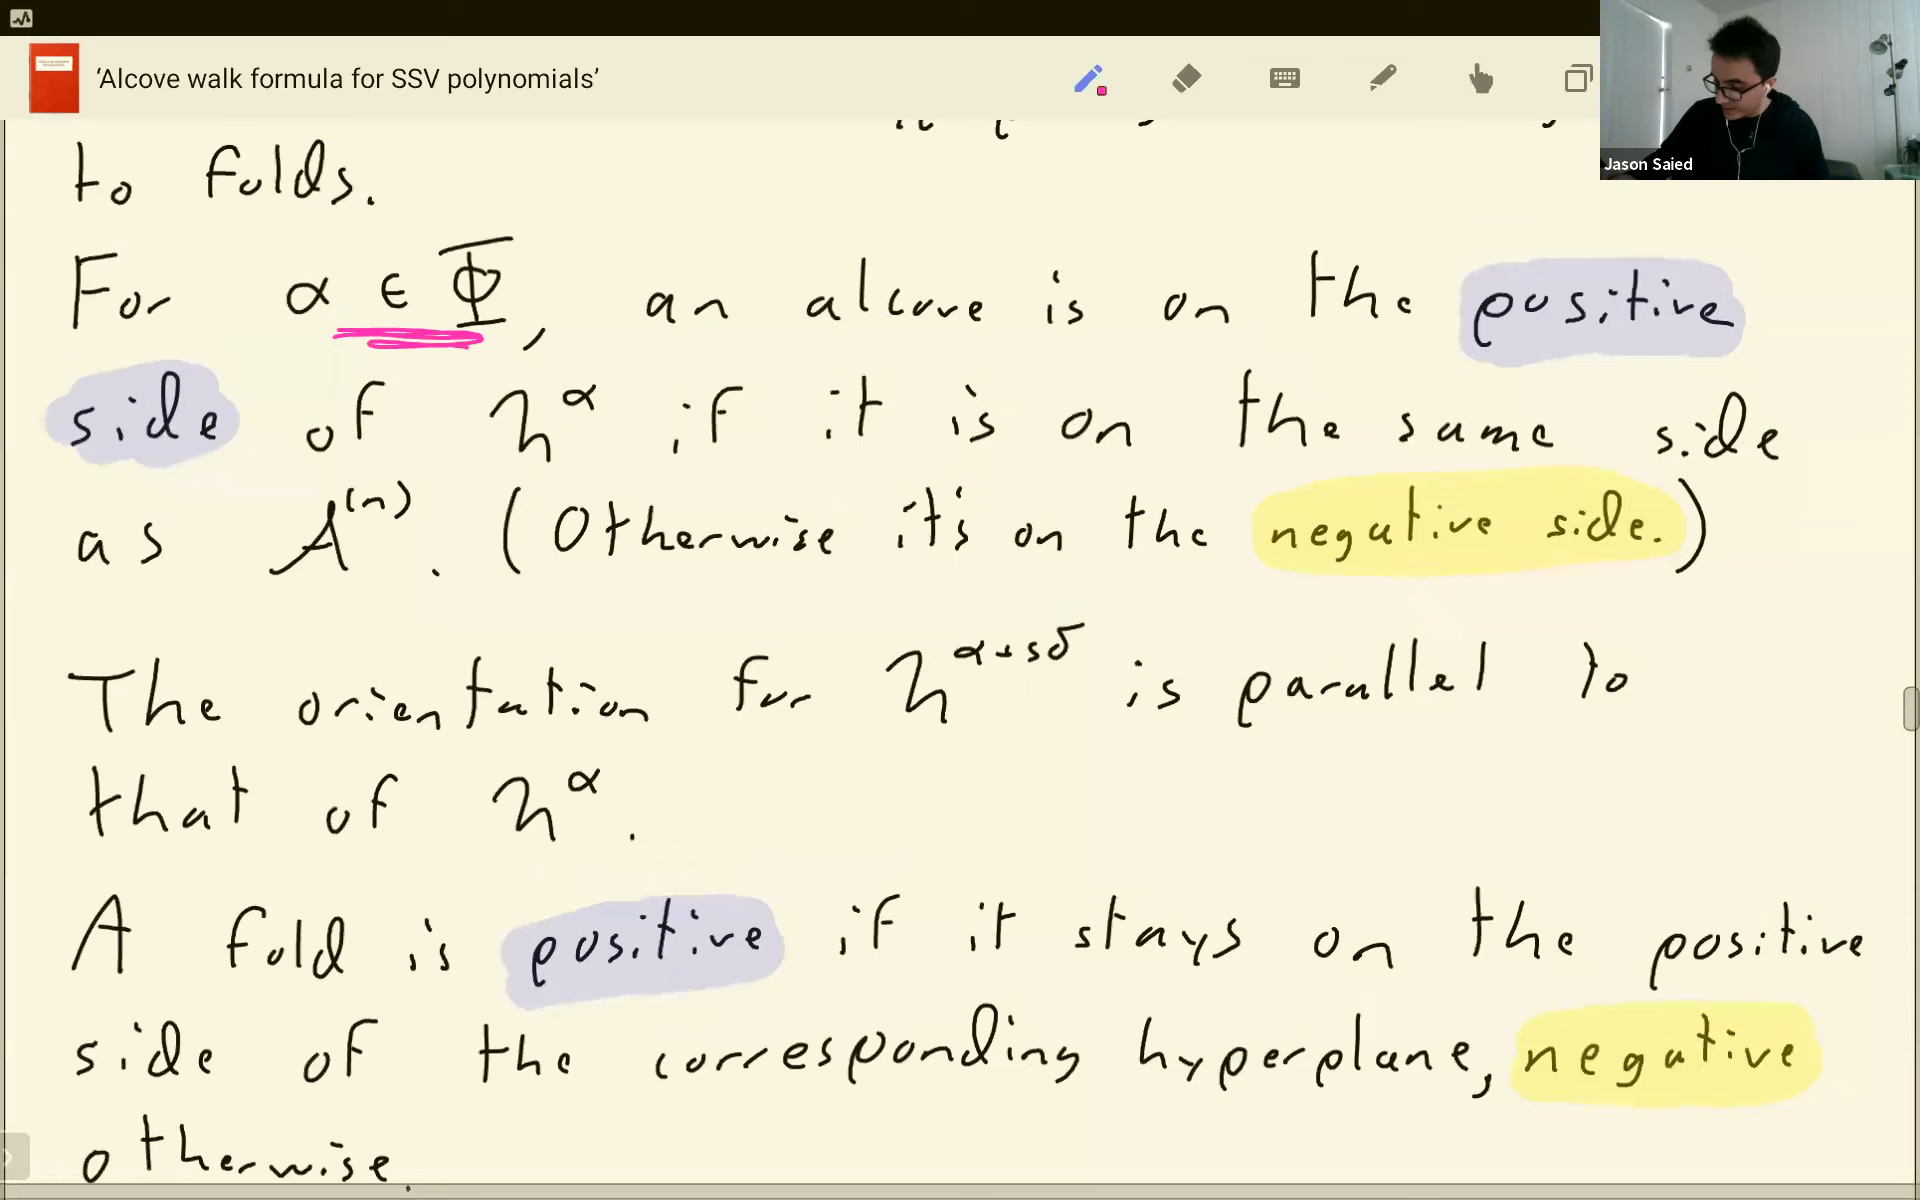 ‘Alcove walk formula for SSV polynomials’
Jason Saied
to folds.
For α ∈ Φ, an alcove is on the positive
side of h^α if it is on the same side
as A^(n). (Otherwise it's on the negative side.)
The orientation for h^α+sδ is parallel to
that of h^α.
A fold is positive if it stays on the positive
side of the corresponding hyperplane, negative
otherwise.